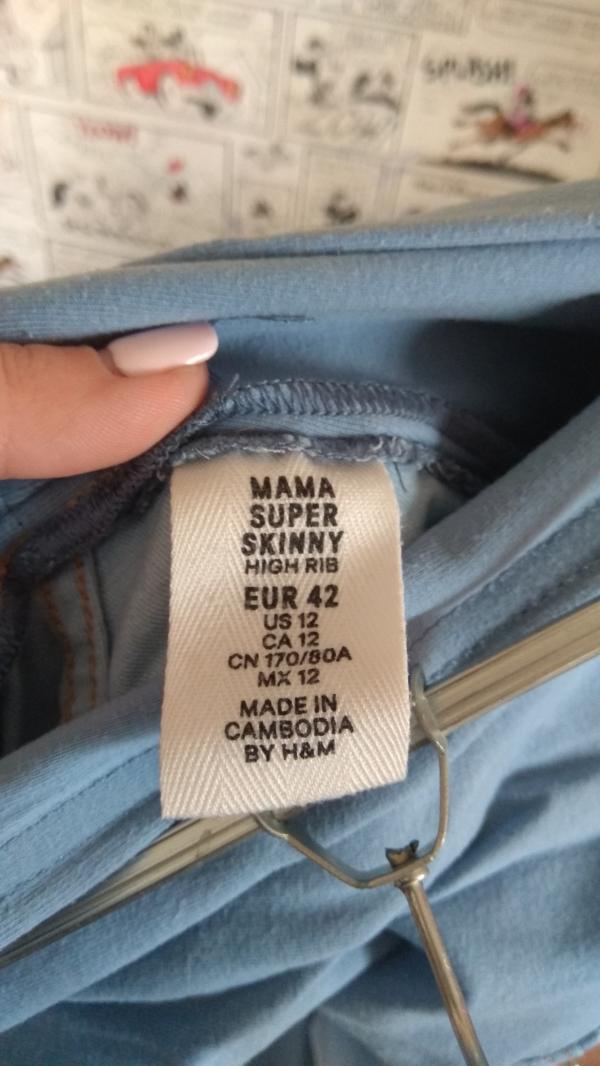 MAMA
SUPER
SKINNY
HIGH RIB
EUR 42
US 12
CA 12
CN 170/80A
MX 12
MADE IN
CAMBODIA
BY H&M